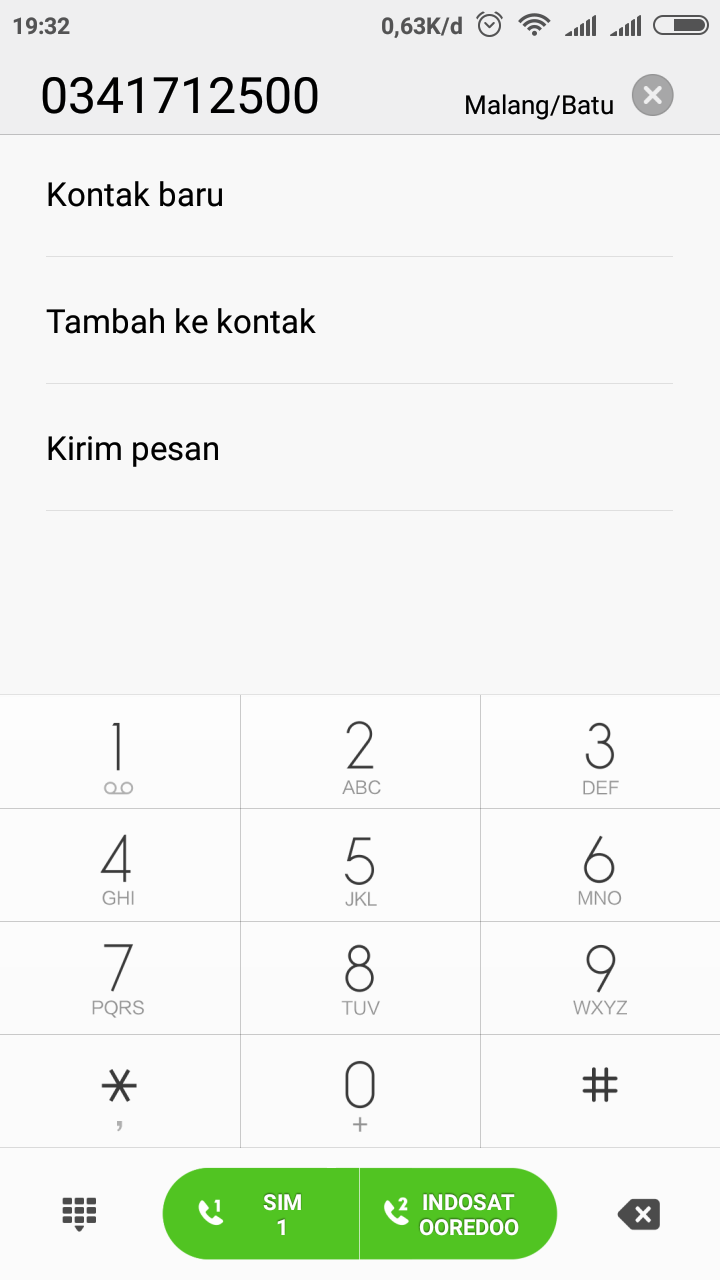 19:32 0,63K/d
0341712500 Malang/Batu
Kontak baru
Tambah ke kontak
Kirim pesan
1 2 3
ABC DEF
4 5 6
GHI JKL MNO
7 8 9
PQRS TUV WXYZ
* 0 #
, +
1 SIM 2 INDOSAT
1 OOREDOO